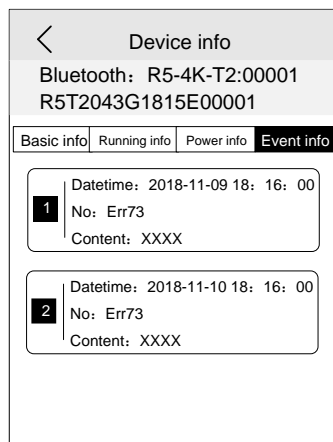 Device info
Bluetooth：R5-4K-T2:00001
R5T2043G1815E00001
Basic info Running info Power info Event info
1
Datetime：2018-11-09 18：16：00
No：Err73
Content：XXXX
2
Datetime：2018-11-10 18：16：00
No：Err73
Content：XXXX